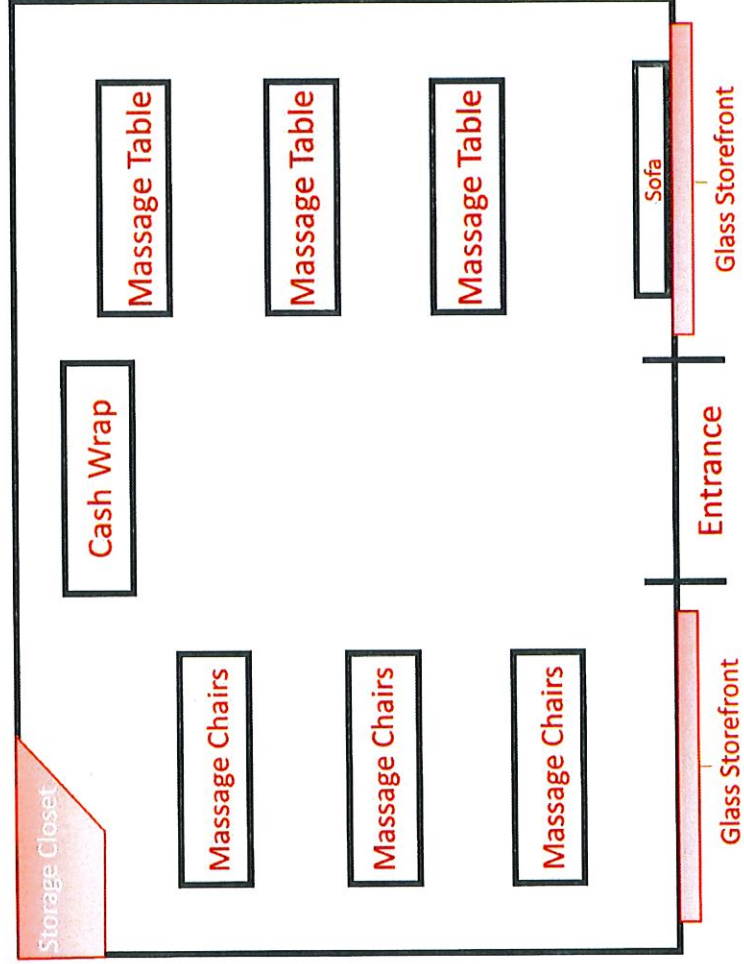 Storage Closet
Cash Wrap
Massage Table
Massage Chairs
Massage Table
Massage Chairs
Massage Table
Massage Chairs
Sofa
Entrance
Glass Storefront
Glass Storefront